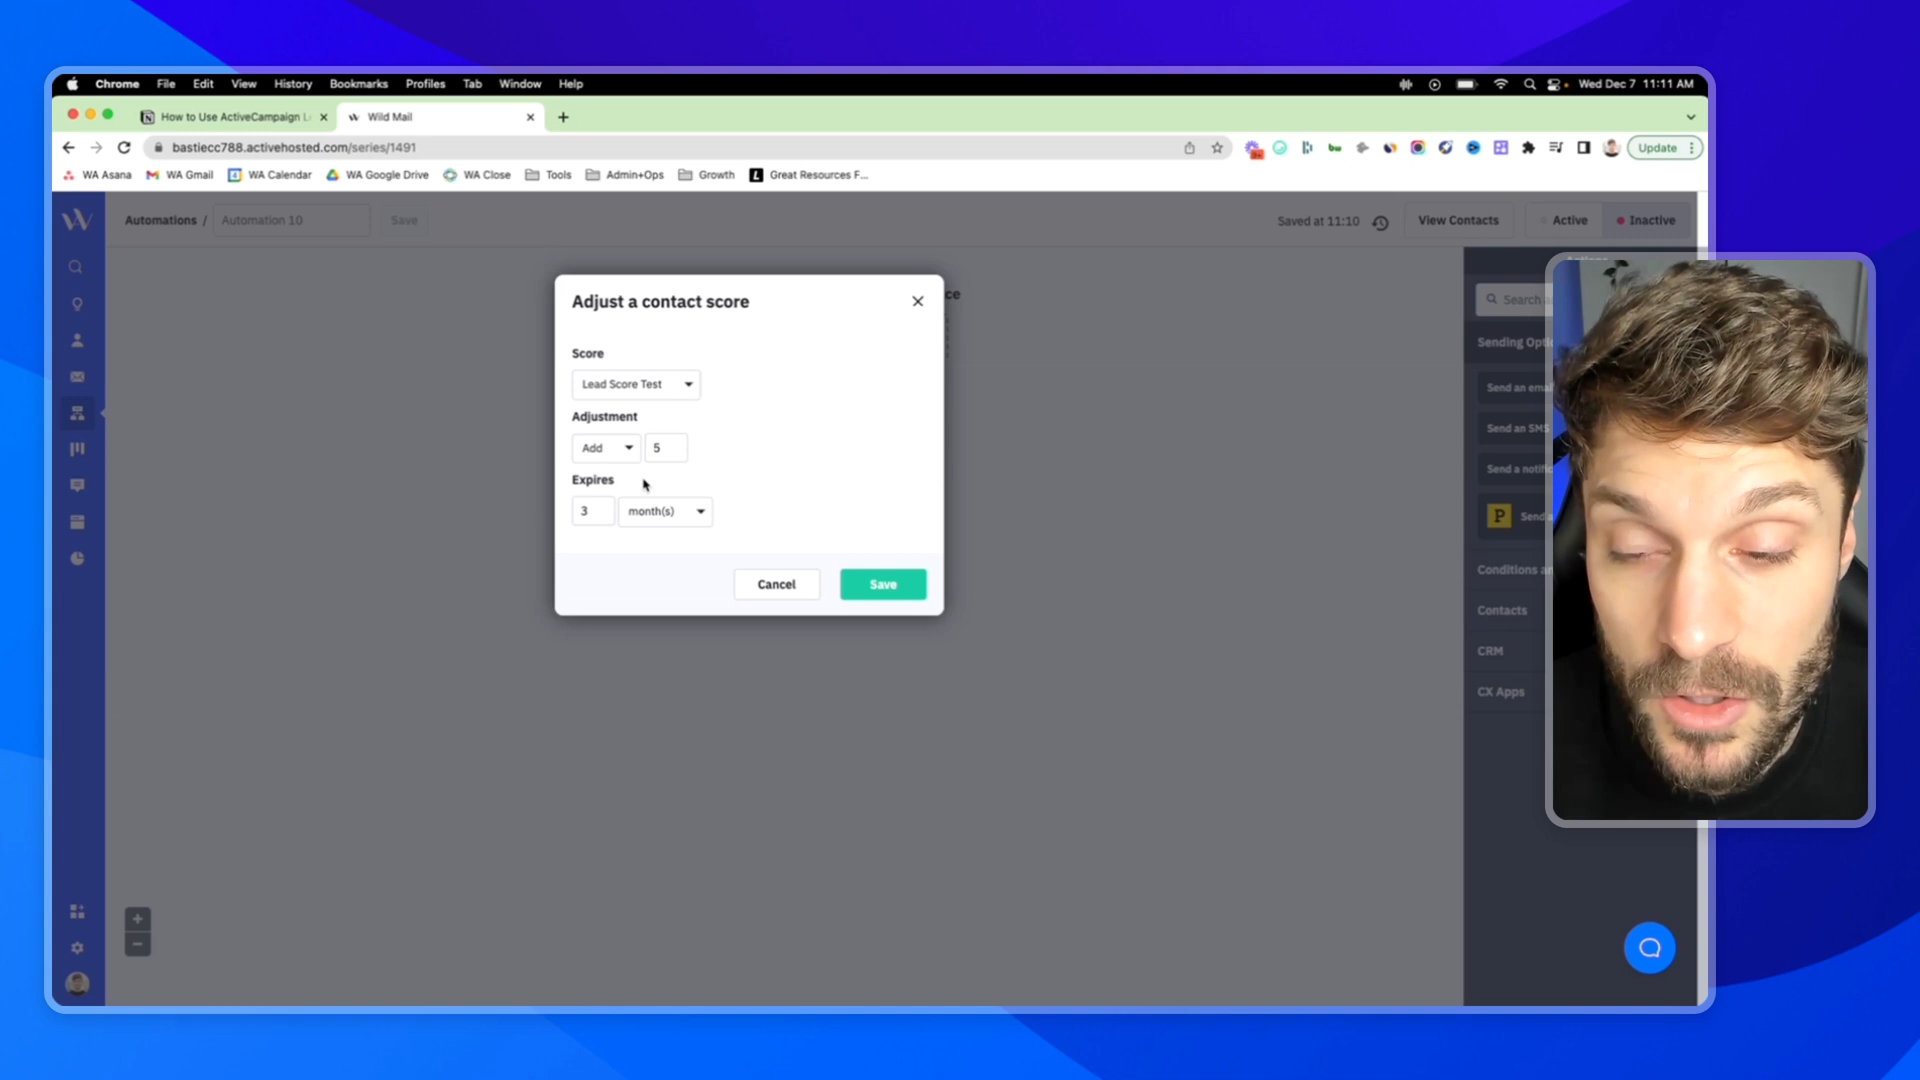 Chrome File Edit View History Bookmarks Profiles Tab Window Help
Wed Dec 7 11:11 AM
How to Use ActiveCampaign L
Wild Mail
bastiecc788.activehosted.com/series/1491
Update
WA Asana WA Gmail WA Calendar WA Google Drive WA Close Tools Admin+Ops Growth Great Resources F...
Automations / Automation 10 Save
Saved at 11:10 View Contacts Active Inactive
Adjust a contact score
ce
Search
Score
Sending Opti
Lead Score Test
Send an emai
Adjustment
Send an SMS
Add 5
Send a notific
Expires
3 month(s)
P Send
Conditions an
Cancel Save
Contacts
CRM
CX Apps